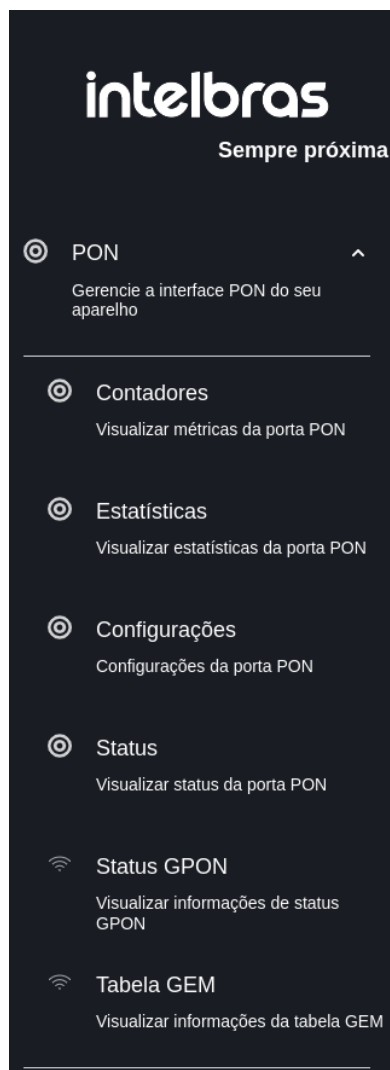 intelbras
Sempre próxima
PON
Gerencie a interface PON do seu
aparelho
Contadores
Visualizar métricas da porta PON
Estatísticas
Visualizar estatísticas da porta PON
Configurações
Configurações da porta PON
Status
Visualizar status da porta PON
Status GPON
Visualizar informações de status
GPON
Tabela GEM
Visualizar informações da tabela GEM